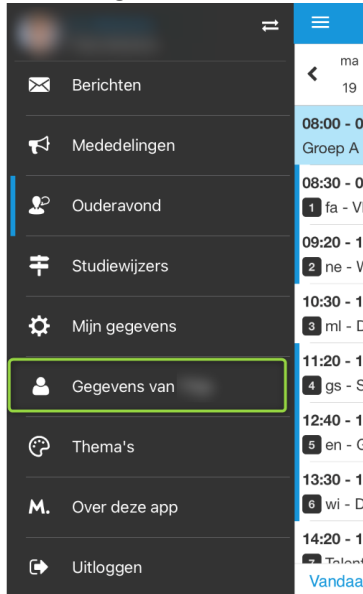 Berichten
Mededelingen
Ouderavond
Studiewijzers
Mijn gegevens
Gegevens van
Thema's
M. Over deze app
Uitloggen
ma
19
08:00 - 0
Groep A
08:30 - 0
1 fa - V
09:20 - 1
2 ne - V
10:30 - 1
3 ml - D
11:20 - 1
4 gs - S
12:40 - 1
5 en - G
13:30 - 1
6 wi - D
14:20 - 1
7 Talent
Vandaa